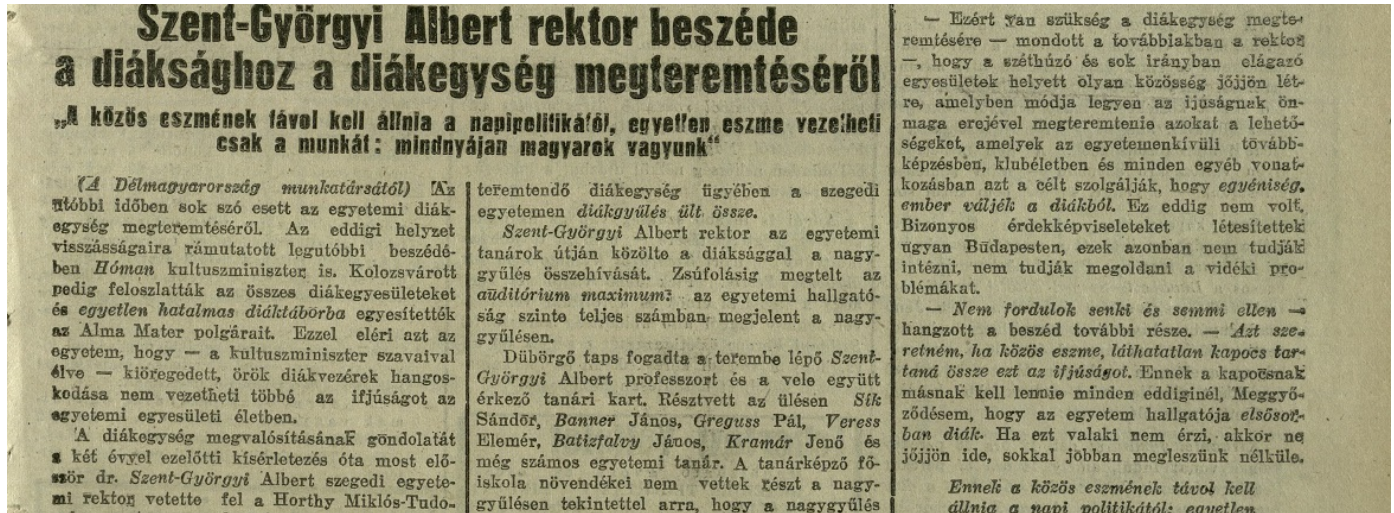 Szent-Györgyi Albert rektor beszéde
a diáksághoz a diákegység megteremtéséről
„A közös eszmének távol kell állnia a napipolitikától, egyetlen eszme vezetheti
csak a munkát: mindnyájan magyarok vagyunk“
(A Délmagyarország munkatársától) Az
utóbbi időben sok szó esett az egyetemi diák-
egység megteremtéséről. Az eddigi helyzet
visszásságaira rámutatott legutóbbi beszédé-
ben Hóman kultuszminiszter is. Kolozsvárott
pedig feloszlatták az összes diákegyesületeket
és egyetlen hatalmas diáktáborba egyesítették
az Alma Mater polgárait. Ezzel eléri azt az
egyetem, hogy — a kultuszminiszter szavaival
élve — kiöregedett, örök diákvezérek hangos-
kodása nem vezetheti többé az ifjúságot az
egyetemi egyesületi életben.
A diákegység megvalósításának gondolatát
a két évvel ezelőtti kísérletezés óta most elő-
ször dr. Szent-Györgyi Albert szegedi egyete-
mi rektor vetette fel a Horthy Miklós-Tudo-
teremtendő diákegység ügyében a szegedi
egyetemen diákgyülés ült össze.
Szent-Györgyi Albert rektor az egyetemi
tanárok útján közölte a diáksággal a nagy-
gyülés összehívását. Zsúfolásig megtelt az
auditórium maximum: az egyetemi hallgató-
ság szinte teljes számban megjelent a nagy-
gyülésen.
Dübörgő taps fogadta a terembe lépő Szent-
Györgyi Albert professzort és a vele együtt
érkező tanári kart. Résztvett az ülésen Sík
Sándor, Banner János, Greguss Pál, Veress
Elemér, Batizfalvy János, Kramár Jenő és
még számos egyetemi tanár. A tanárképző fő-
iskola növendékei nem vettek részt a nagy-
gyülésen tekintettel arra, hogy a nagygyülés
— Ezért van szükség a diákegység megte-
remtésére — mondott a továbbiakban a rektor
—, hogy a széthúzó és sok irányban elágazó
egyesületek helyett olyan közösség jöjjön lét-
re, amelyben módja legyen az ijuságnak ön-
maga erejével megteremtenie azokat a lehető-
ségeket, amelyek az egyetemenkívüli tovább-
képzésben, klubéletben és minden egyéb vonat-
kozásban azt a célt szolgálják, hogy egyéniség,
ember váljék a diákból. Ez eddig nem volt.
Bizonyos érdekképviseleteket létesítettek
ugyan Budapesten, ezek azonban nem tudják
intézni, nem tudják megoldani a vidéki pro-
blémákat.
— Nem fordulok senki és semmi ellen —
hangzott a beszéd további része. — Azt sze-
retném, ha közös eszme, láthatatlan kapocs tar-
taná össze ezt az ifjúságot. Ennek a kapocsnak
másnak kell lennie minden eddiginél, Meggyő-
ződésem, hogy az egyetem hallgatója elsősor-
ban diák. Ha ezt valaki nem érzi, akkor ne
jöjjön ide, sokkal jobban megleszünk nélküle.
Ennek a közös eszmének távol kell
állnia a napi politikától: egyetlen